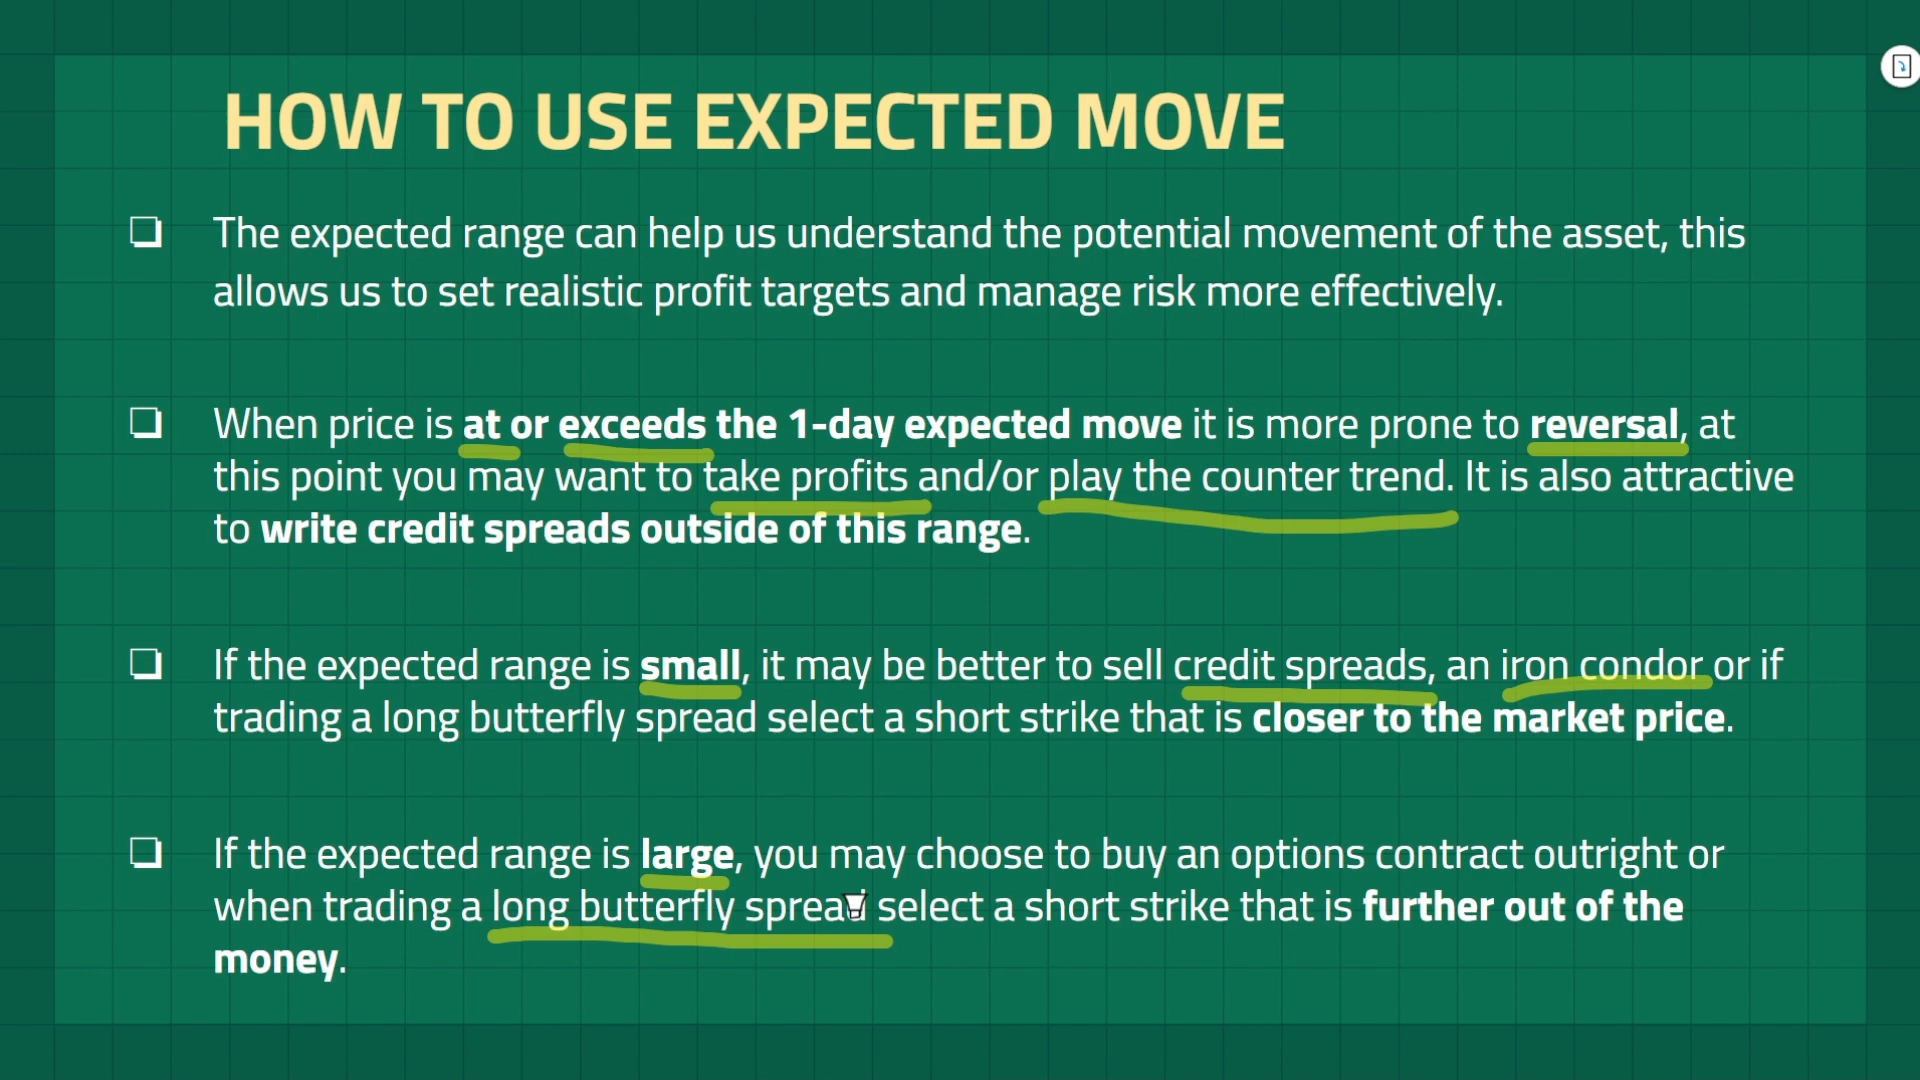 HOW TO USE EXPECTED MOVE
❏ The expected range can help us understand the potential movement of the asset, this
allows us to set realistic profit targets and manage risk more effectively.
❏ When price is at or exceeds the 1-day expected move it is more prone to reversal, at
this point you may want to take profits and/or play the counter trend. It is also attractive
to write credit spreads outside of this range.
❏ If the expected range is small, it may be better to sell credit spreads, an iron condor or if
trading a long butterfly spread select a short strike that is closer to the market price.
❏ If the expected range is large, you may choose to buy an options contract outright or
when trading a long butterfly spread select a short strike that is further out of the
money.